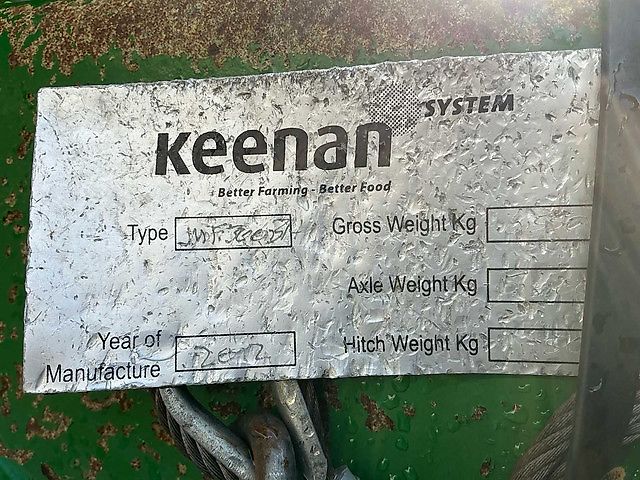 SYSTEM
Keenan
Better Farming - Better Food
Type
Gross Weight Kg
Axle Weight Kg
Year of Manufacture 2012
Hitch Weight Kg